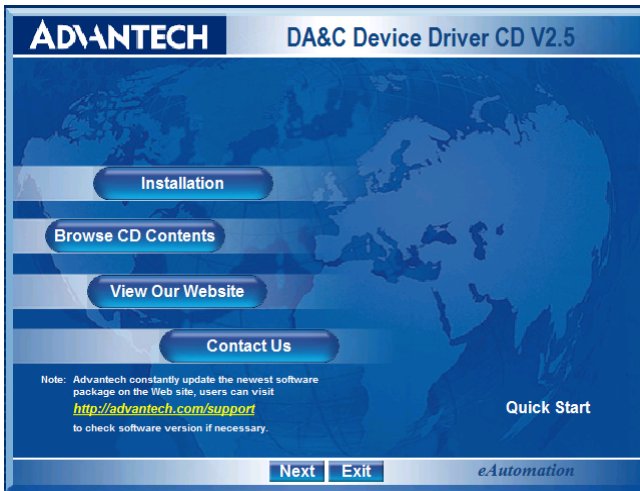 ADVANTECH
DA&C Device Driver CD V2.5
Installation
Browse CD Contents
View Our Website
Contact Us
Note: Advantech constantly update the newest software
package on the Web site, users can visit
http://advantech.com/support
to check software version if necessary.
Quick Start
Next
Exit
eAutomation